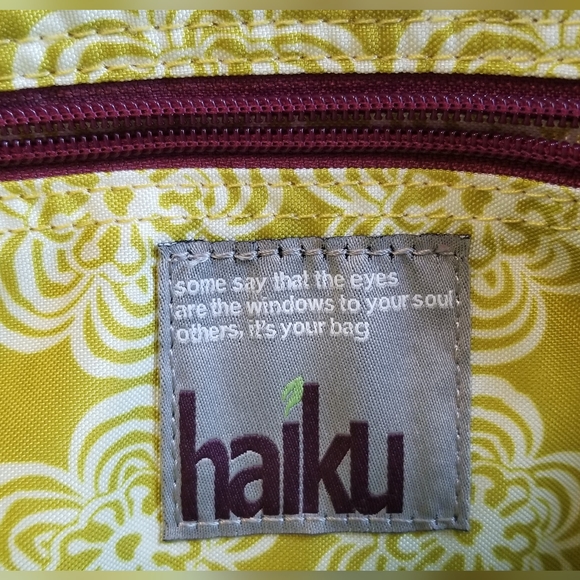 some say that the eyes
are the windows to your soul
others, it's your bag
haiku